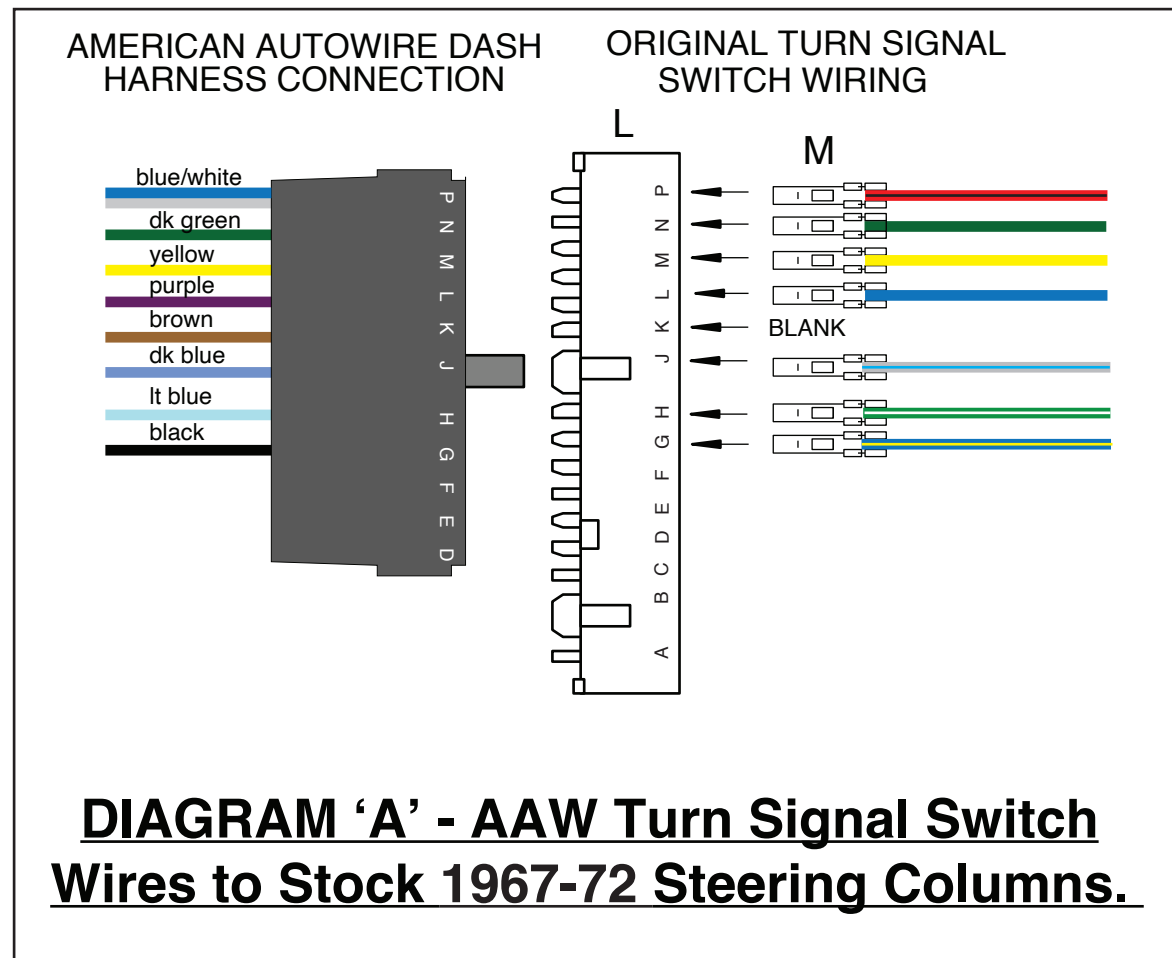 AMERICAN AUTOWIRE DASH
HARNESS CONNECTION
ORIGINAL TURN SIGNAL
SWITCH WIRING
L
M
blue/white
dk green
yellow
purple
brown
dk blue
lt blue
black
P
N
M
L
K
J
H
G
F
E
D
P
N
M
L
K
J
H
G
F
E
D
C
B
A
BLANK
DIAGRAM ‘A’ - AAW Turn Signal Switch
Wires to Stock 1967-72 Steering Columns.